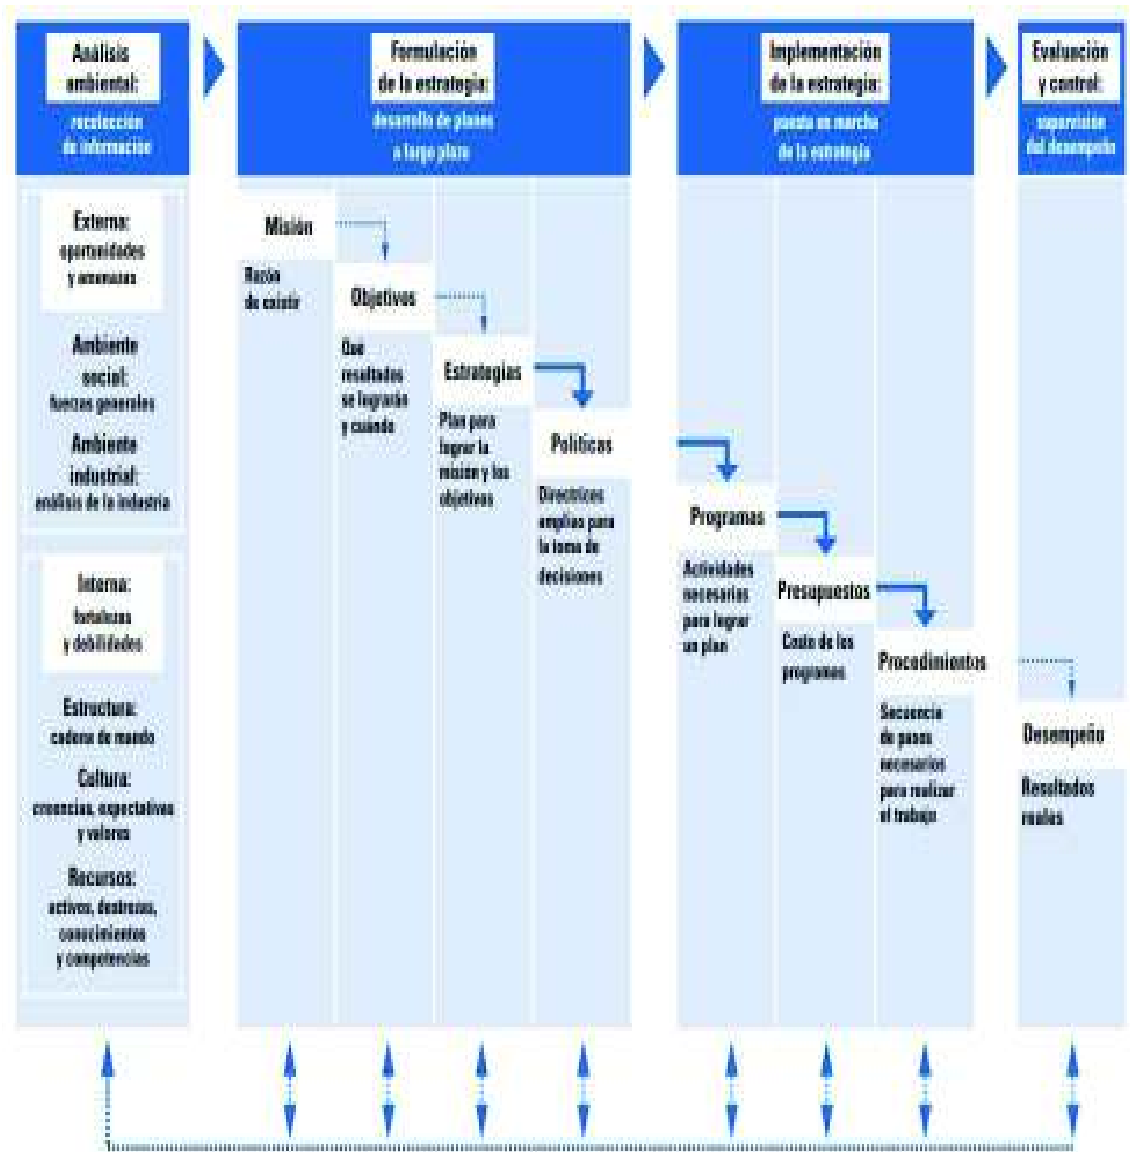 Análisis
ambiental:
recolección
de información
Formulación
de la estrategia:
desarrollo de planes
a largo plazo
Implementación
de la estrategia:
puesta en marcha
de la estrategia
Evaluación
y control:
supervisión
del desempeño
Externa:
oportunidades
y amenazas
Ambiente
social:
fuerzas generales
Ambiente
industrial:
análisis de la industria
Interna:
fortalezas
y debilidades
Estructura:
cadena de mando
Cultura:
creencias, expectativas
y valores
Recursos:
activos, destrezas,
conocimientos
y competencias
Misión
Razón
de existir
Objetivos
Qué
resultados
se lograrán
y cuándo
Estrategias
Plan para
lograr la
misión y los
objetivos
Políticas
Directrices
amplias para
la toma de
decisiones
Programas
Actividades
necesarias
para lograr
un plan
Presupuestos
Costo de los
programas
Procedimientos
Secuencia
de pasos
necesarios
para realizar
el trabajo
Desempeño
Resultados
reales